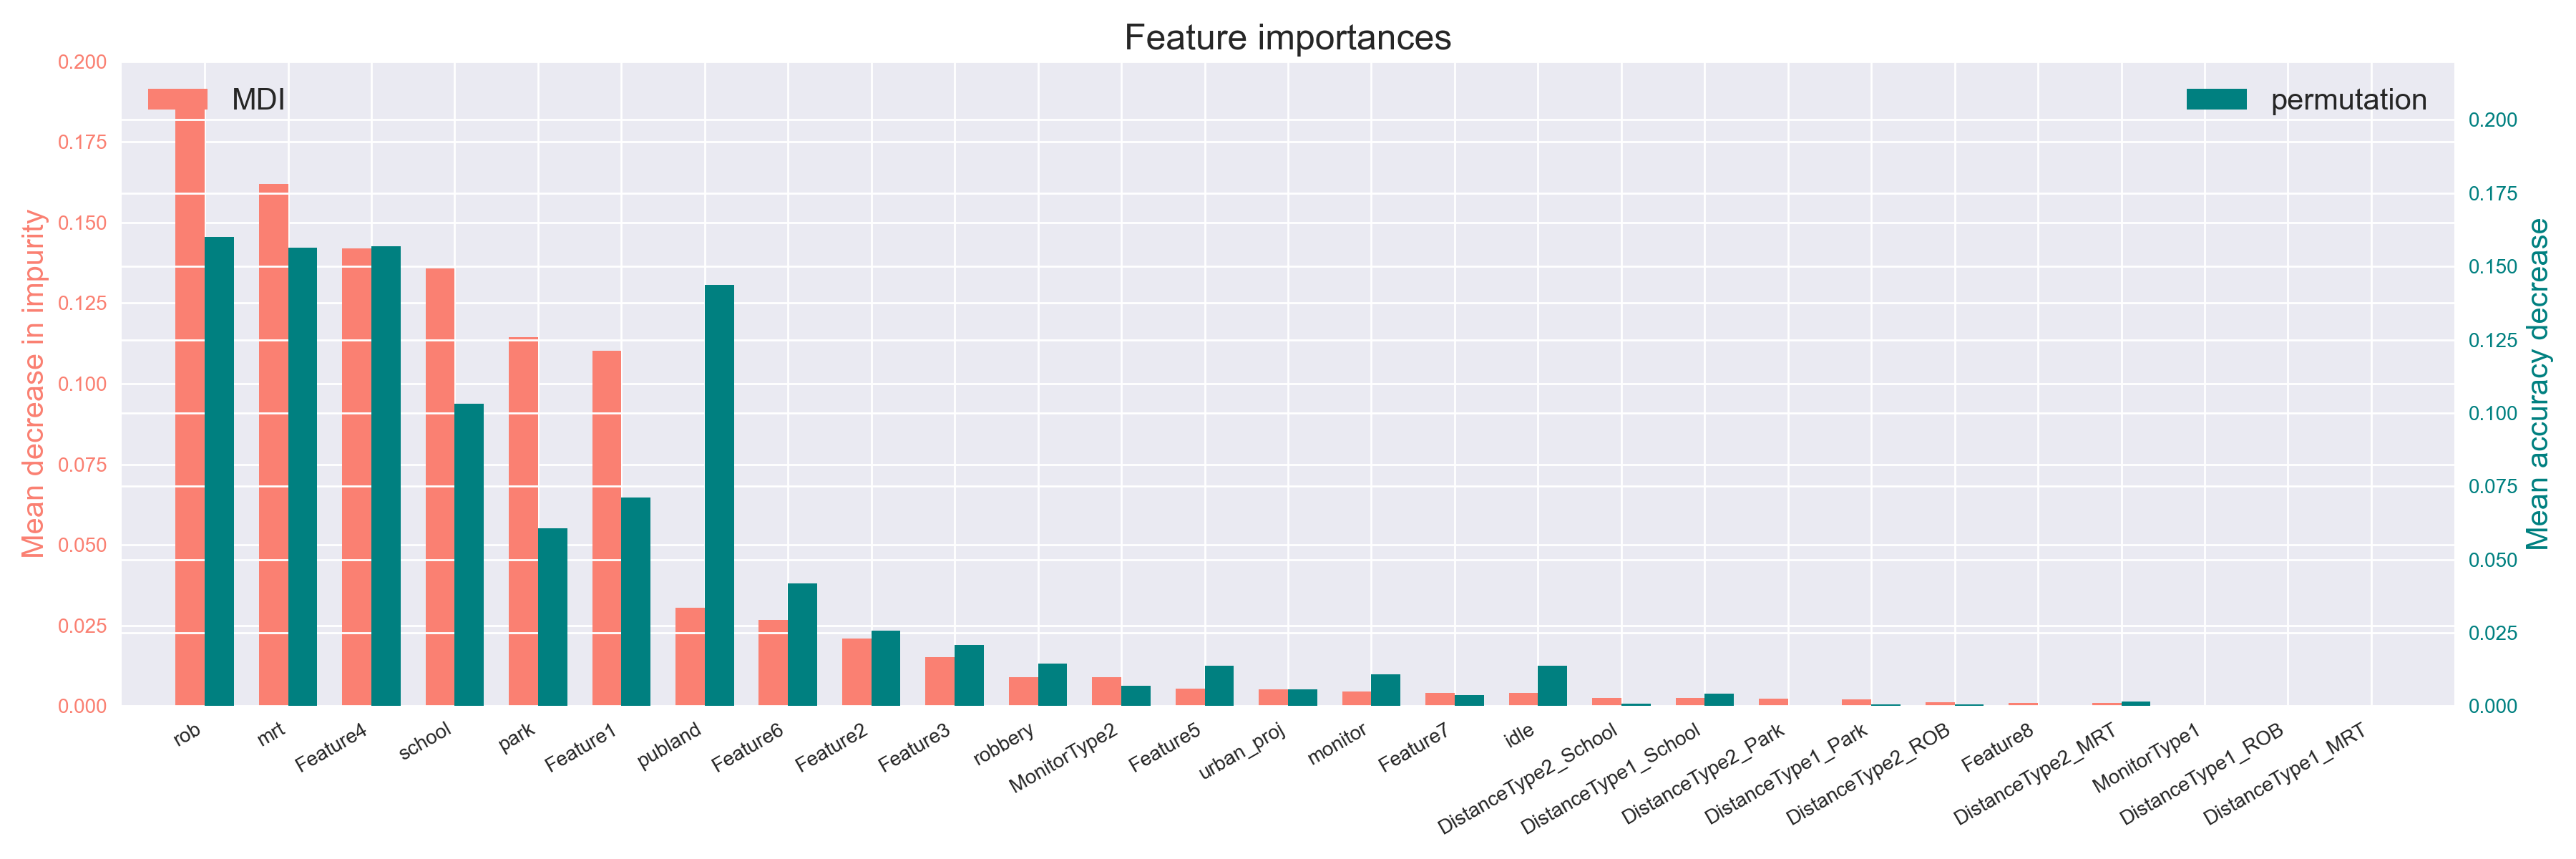 Feature importances
MDI
permutation
Mean decrease in impurity
0.200
0.175
0.150
0.125
0.100
0.075
0.050
0.025
0.000
Mean accuracy decrease
0.200
0.175
0.150
0.125
0.100
0.075
0.050
0.025
0.000
rob
mrt
Feature4
school
park
Feature1
publand
Feature6
Feature2
Feature3
robbery
MonitorType2
Feature5
urban_proj
monitor
Feature7
idle
DistanceType2_School
DistanceType1_School
DistanceType2_Park
DistanceType1_Park
DistanceType2_ROB
Feature8
DistanceType2_MRT
MonitorType1
DistanceType1_ROB
DistanceType1_MRT